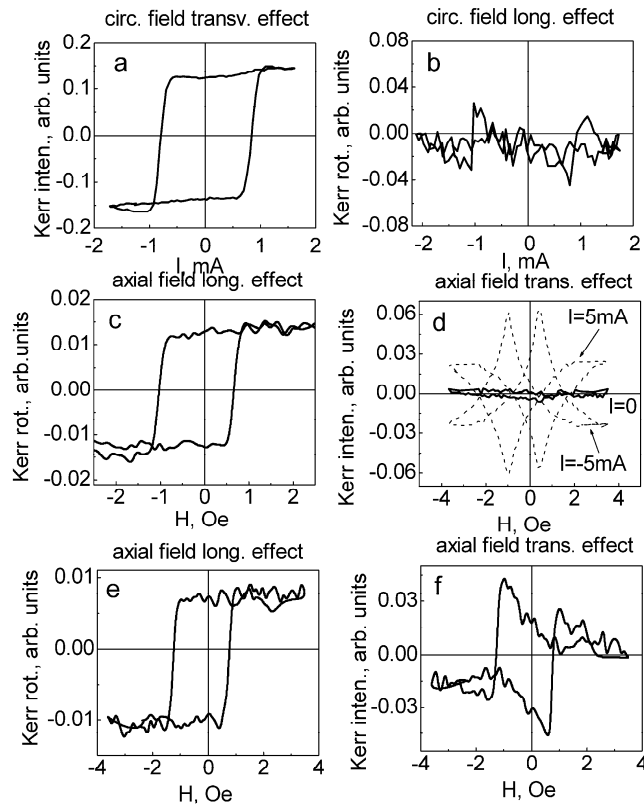 circ. field transv. effect
a
Kerr inten., arb. units
0.2
0.1
0.0
-0.1
-0.2
-2 -1 0 1 2
I, mA
circ. field long. effect
b
Kerr rot., arb. units
0.08
0.04
0.00
-0.04
-0.08
-2 -1 0 1 2
I, mA
axial field long. effect
c
Kerr rot., arb.units
0.02
0.01
0.00
-0.01
-0.02
-2 -1 0 1 2
H, Oe
axial field trans. effect
d
I=5mA
I=0
I=-5mA
Kerr inten., arb. units
0.06
0.03
0.00
-0.03
-0.06
-4 -2 0 2 4
H, Oe
axial field long. effect
e
Kerr rot., arb. units
0.01
0.00
-0.01
-4 -2 0 2 4
H, Oe
axial field trans. effect
f
Kerr inten., arb. units
0.03
0.00
-0.03
-4 -2 0 2 4
H, Oe